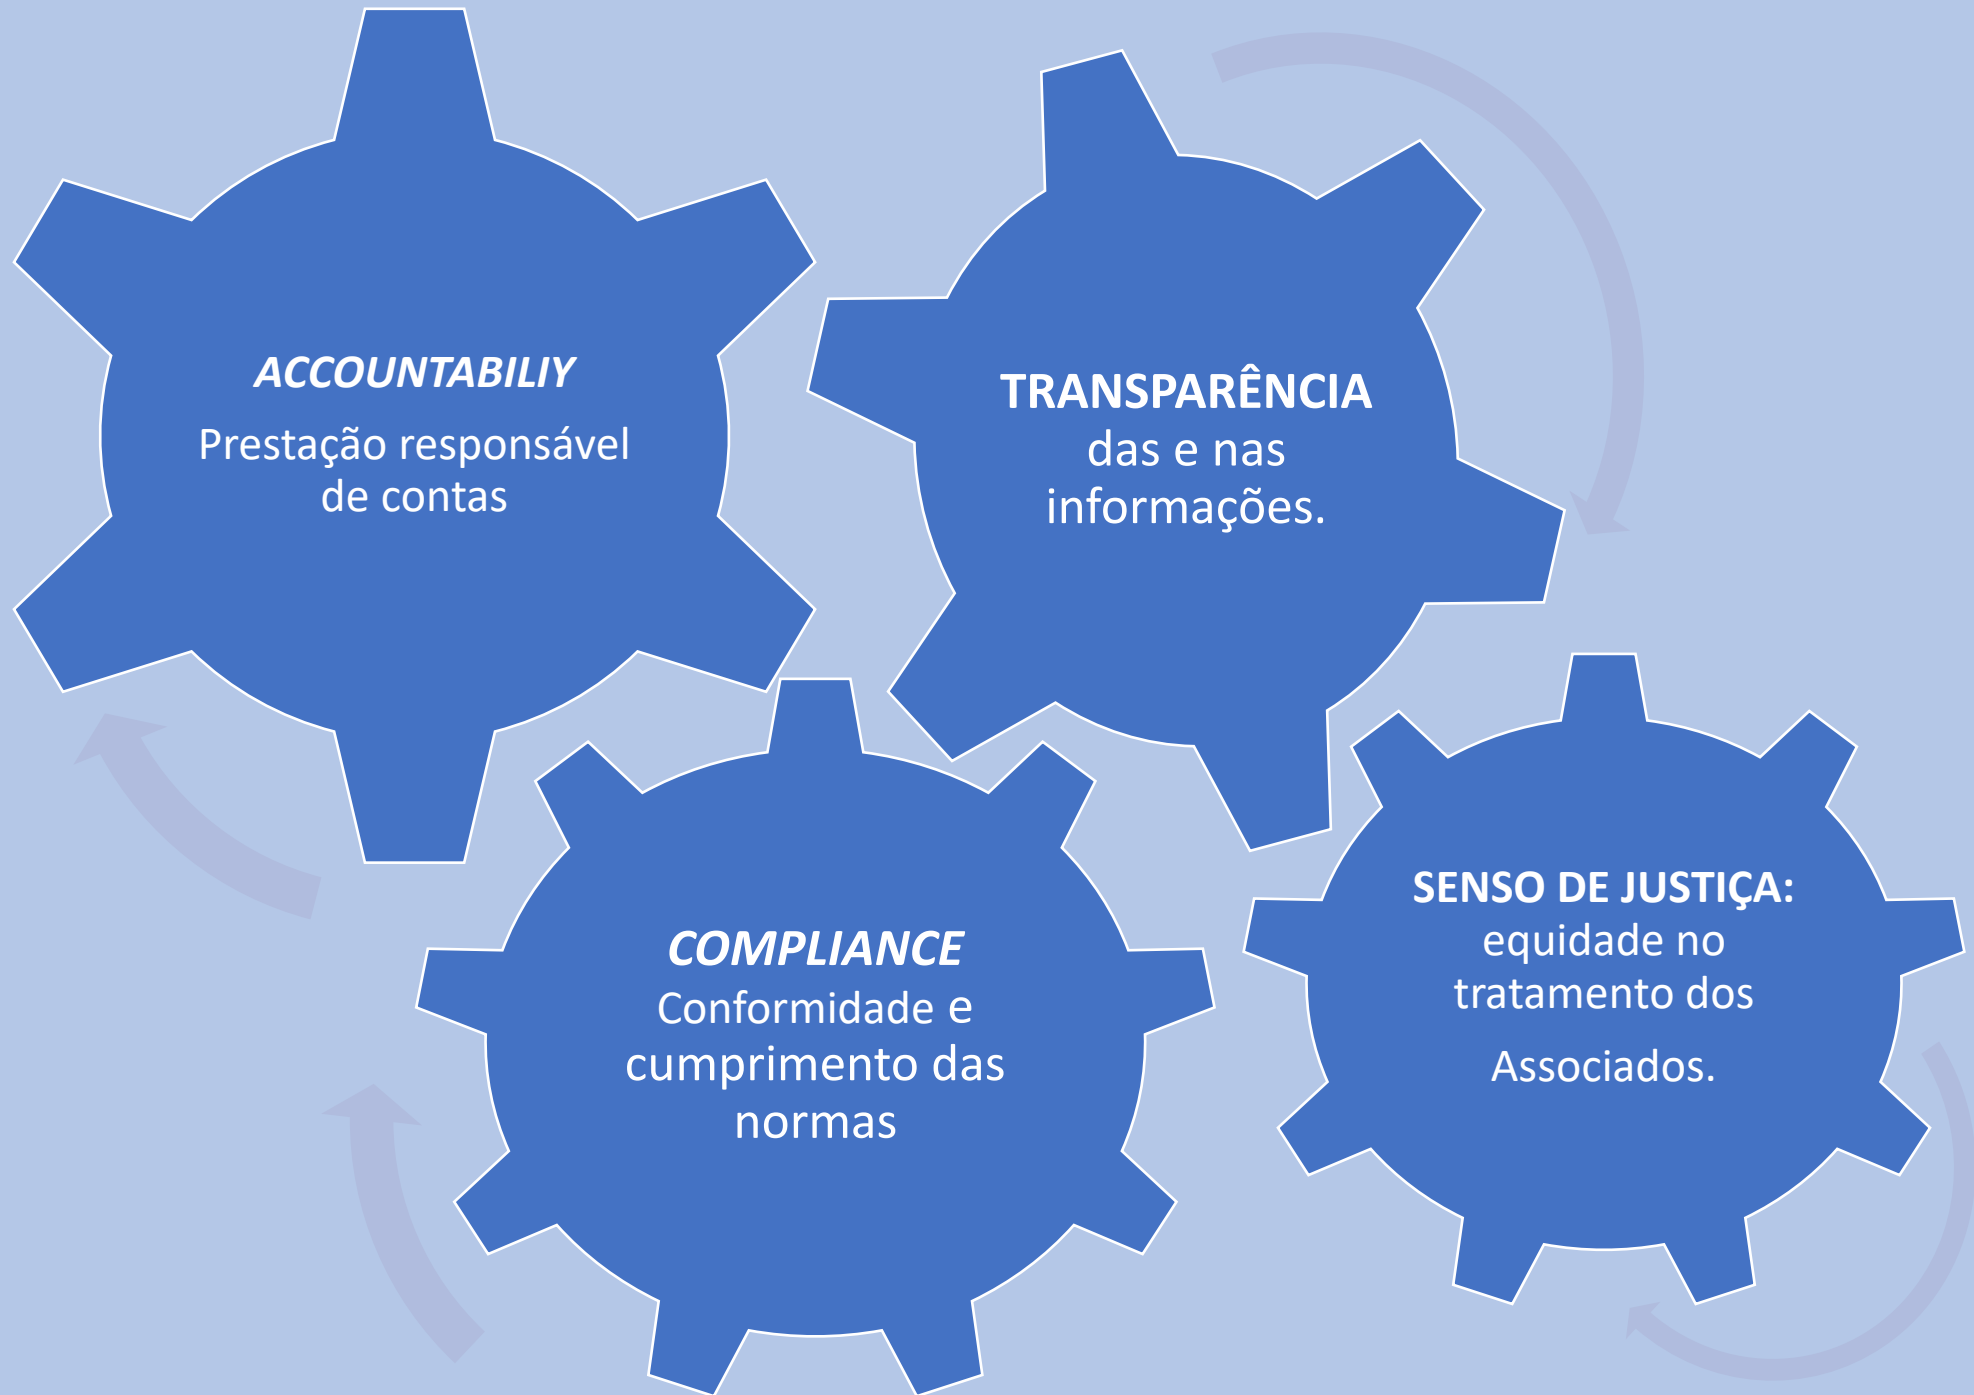 ACCOUNTABILIY
Prestação responsável
de contas
TRANSPARÊNCIA
das e nas
informações.
COMPLIANCE
Conformidade e
cumprimento das
normas
SENSO DE JUSTIÇA:
equidade no
tratamento dos
Associados.